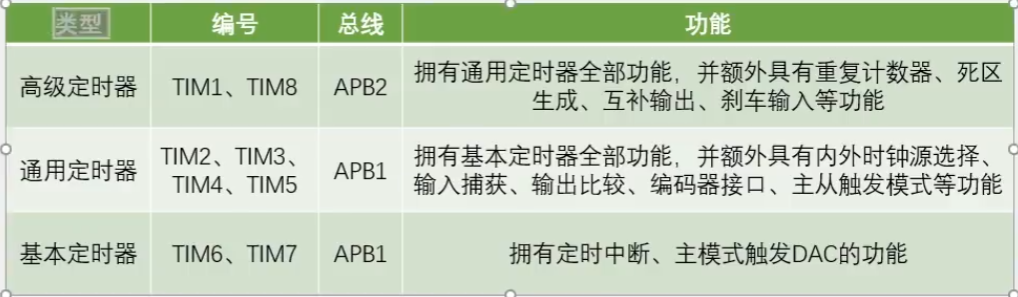 类型 编号 总线 功能
高级定时器 TIM1、TIM8 APB2 拥有通用定时器全部功能，并额外具有重复计数器、死区
生成、互补输出、刹车输入等功能
通用定时器 TIM2、TIM3、 APB1 拥有基本定时器全部功能，并额外具有内外时钟源选择、
TIM4、TIM5 输入捕获、输出比较、编码器接口、主从触发模式等功能
基本定时器 TIM6、TIM7 APB1 拥有定时中断、主模式触发DAC的功能